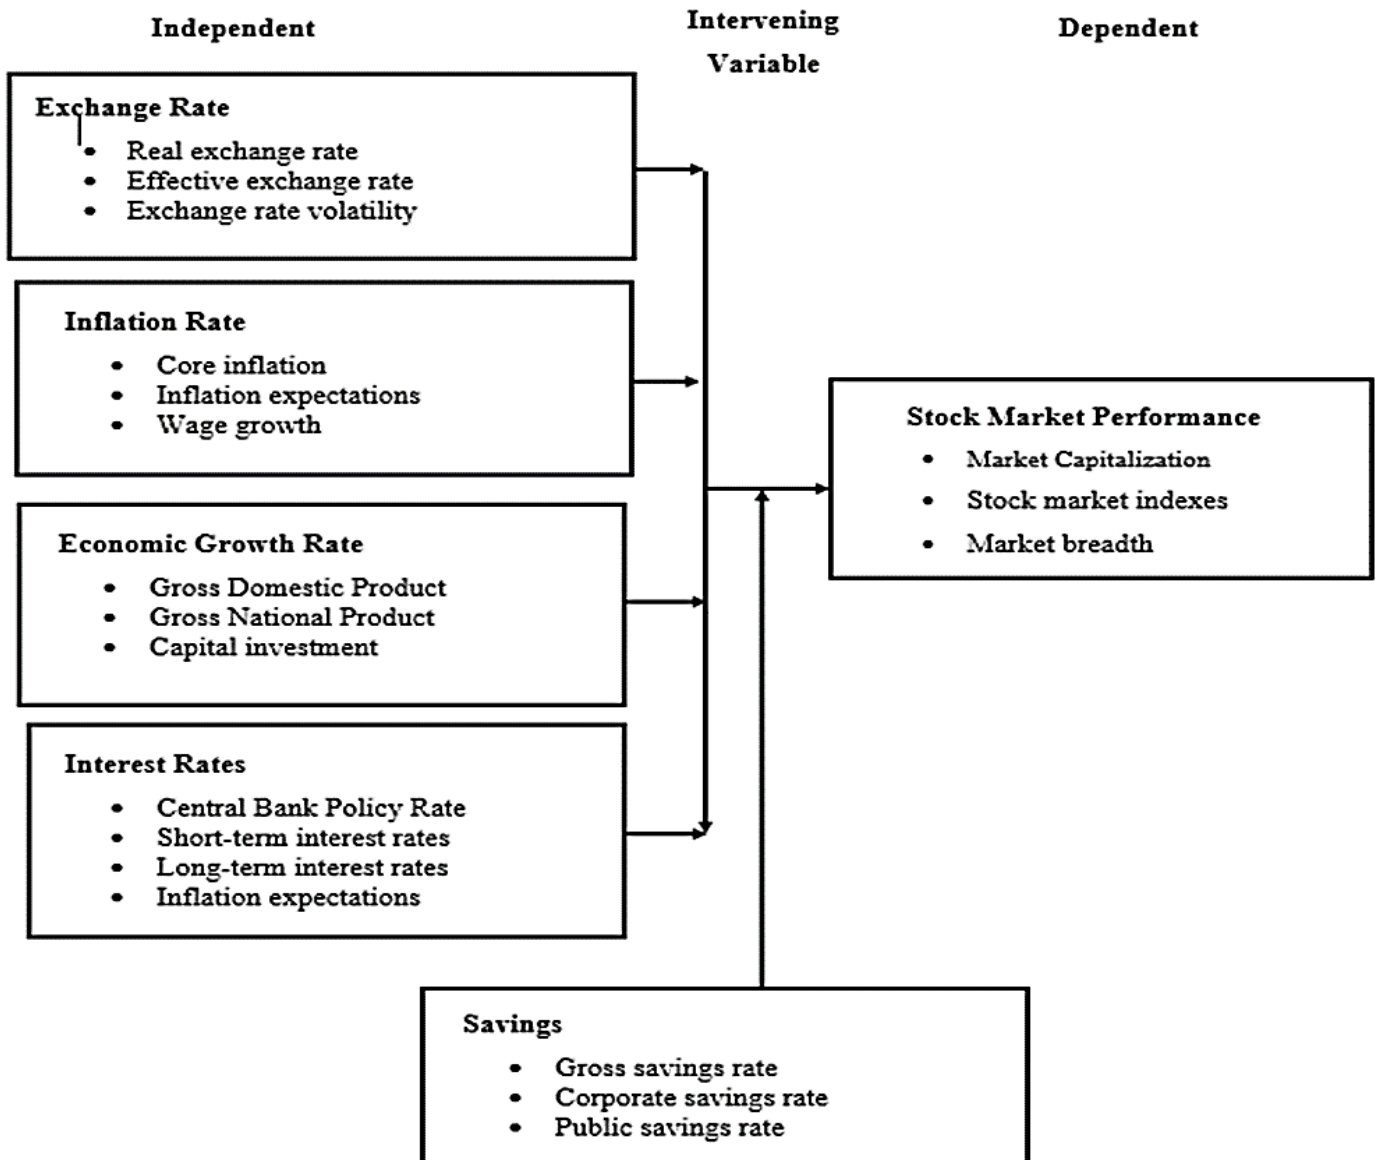 Independent
Intervening
Variable
Dependent
Exchange Rate
• Real exchange rate
• Effective exchange rate
• Exchange rate volatility
Inflation Rate
• Core inflation
• Inflation expectations
• Wage growth
Economic Growth Rate
• Gross Domestic Product
• Gross National Product
• Capital investment
Interest Rates
• Central Bank Policy Rate
• Short-term interest rates
• Long-term interest rates
• Inflation expectations
Stock Market Performance
• Market Capitalization
• Stock market indexes
• Market breadth
Savings
• Gross savings rate
• Corporate savings rate
• Public savings rate